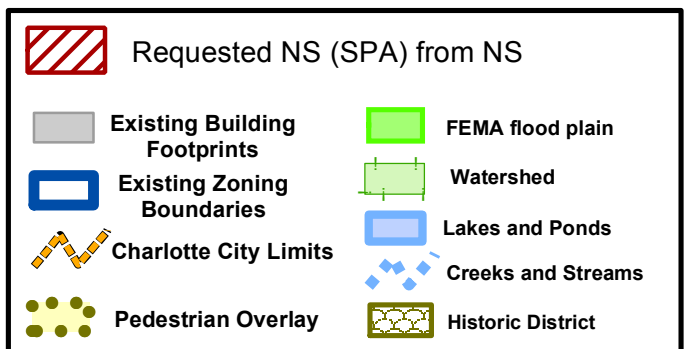 Requested NS (SPA) from NS
Existing Building
Footprints
Existing Zoning
Boundaries
Charlotte City Limits
Pedestrian Overlay
FEMA flood plain
Watershed
Lakes and Ponds
Creeks and Streams
Historic District